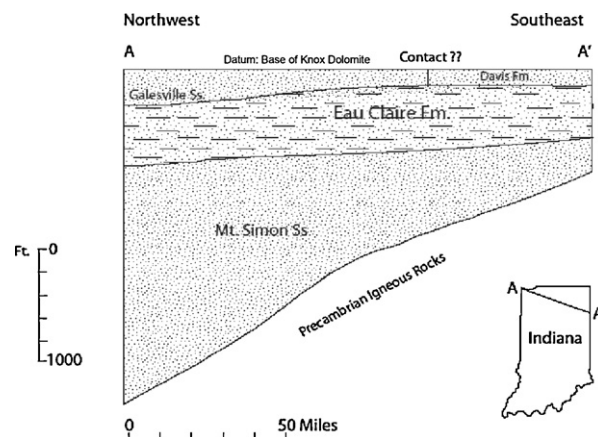 Northwest
Southeast
A
Datum: Base of Knox Dolomite
Contact ??
A'
Galesville Ss.
Davis Fm.
Eau Claire Fm.
Mt. Simon Ss
Ft.
0
1000
Precambrian Igneous Rocks
A
A
Indiana
0
50 Miles